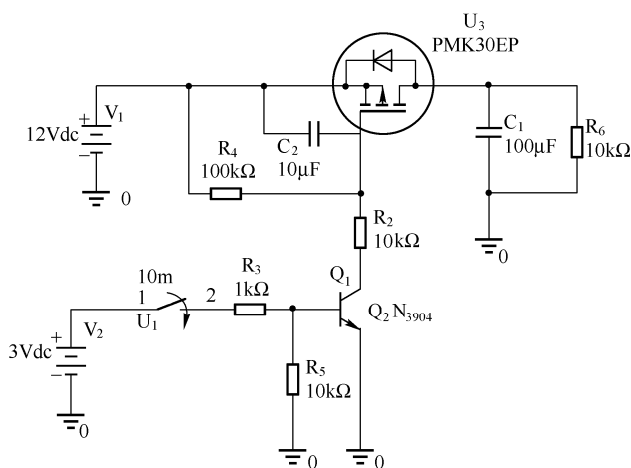 U3
PMK30EP
V1
12Vdc
0
R4
100kΩ
C2
10μF
C1
100μF
R6
10kΩ
0
R2
10kΩ
10m
1
2
U1
R3
1kΩ
Q1
Q2 N3904
V2
3Vdc
0
R5
10kΩ
0
0